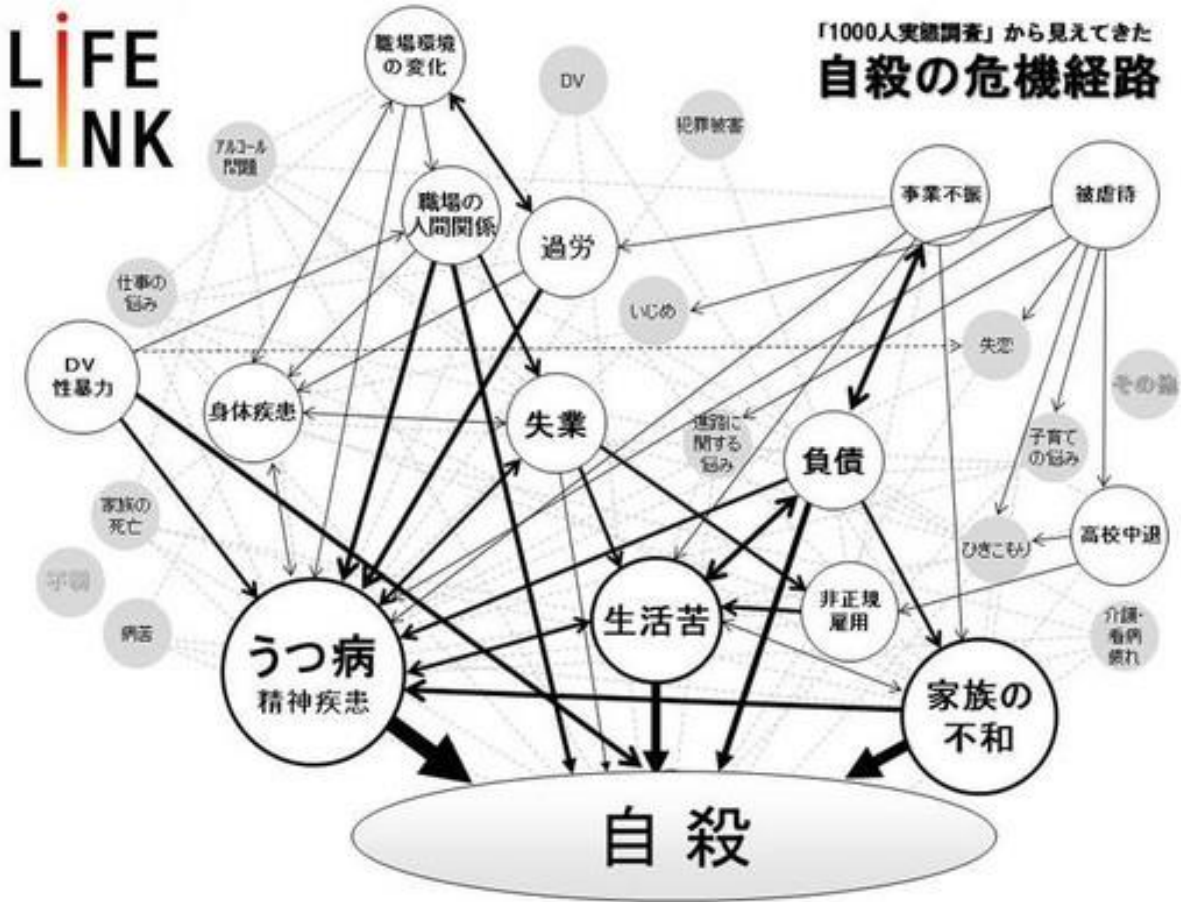 LiFE
LiNK
「1000人実態調査」から見えてきた
自殺の危機経路
職場環境
の変化
DV
犯罪被害
アルコール
問題
職場の
人間関係
過労
事業不振
被虐待
仕事の
悩み
いじめ
失恋
DV
性暴力
身体疾患
失業
進路に
関する
悩み
負債
子育て
の悩み
その他
家族の
死亡
ひきこもり
高校中退
不明
病苦
うつ病
精神疾患
生活苦
非正規
雇用
介護・
看病
疲れ
家族の
不和
自殺